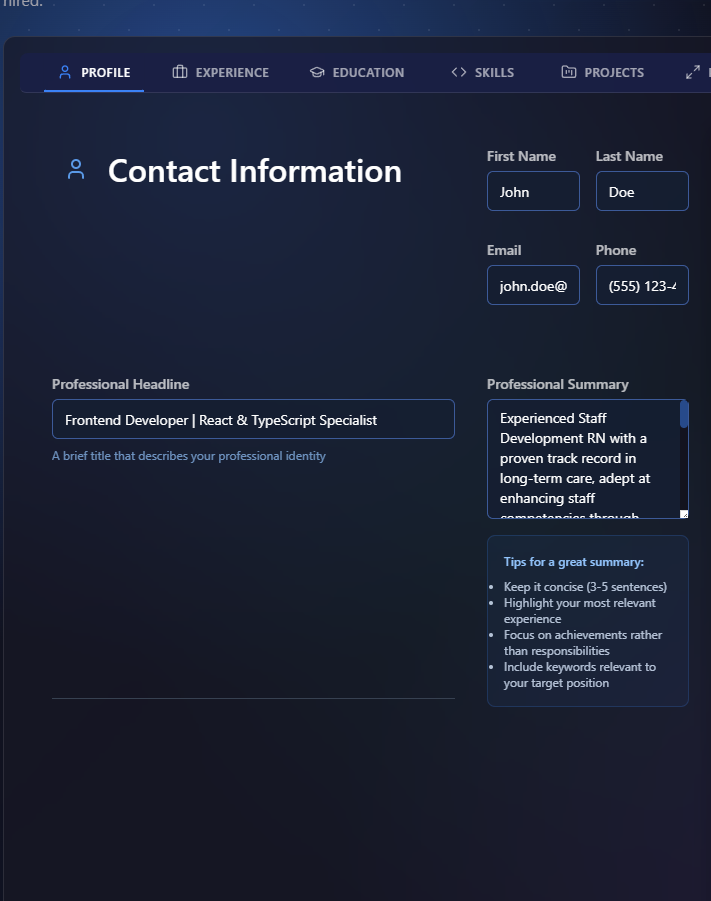 hired.
PROFILE EXPERIENCE EDUCATION SKILLS PROJECTS
Contact Information
First Name Last Name
John Doe
Email Phone
john.doe@ (555) 123-4
Professional Headline
Frontend Developer | React & TypeScript Specialist
A brief title that describes your professional identity
Professional Summary
Experienced Staff
Development RN with a
proven track record in
long-term care, adept at
enhancing staff
competencies through
Tips for a great summary:
• Keep it concise (3-5 sentences)
• Highlight your most relevant
experience
• Focus on achievements rather
than responsibilities
• Include keywords relevant to
your target position